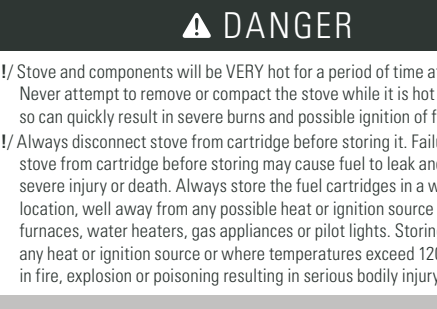 DANGER
!/ Stove and components will be VERY hot for a period of time
Never attempt to remove or compact the stove while it is hot
so can quickly result in severe burns and possible ignition of
!/ Always disconnect stove from cartridge before storing it.
stove from cartridge before storing may cause fuel to leak
severe injury or death. Always store the fuel cartridges in a
location, well away from any possible heat or ignition source
furnaces, water heaters, gas appliances or pilot lights.
any heat or ignition source or where temperatures exceed
in fire, explosion or poisoning resulting in serious bodily injury